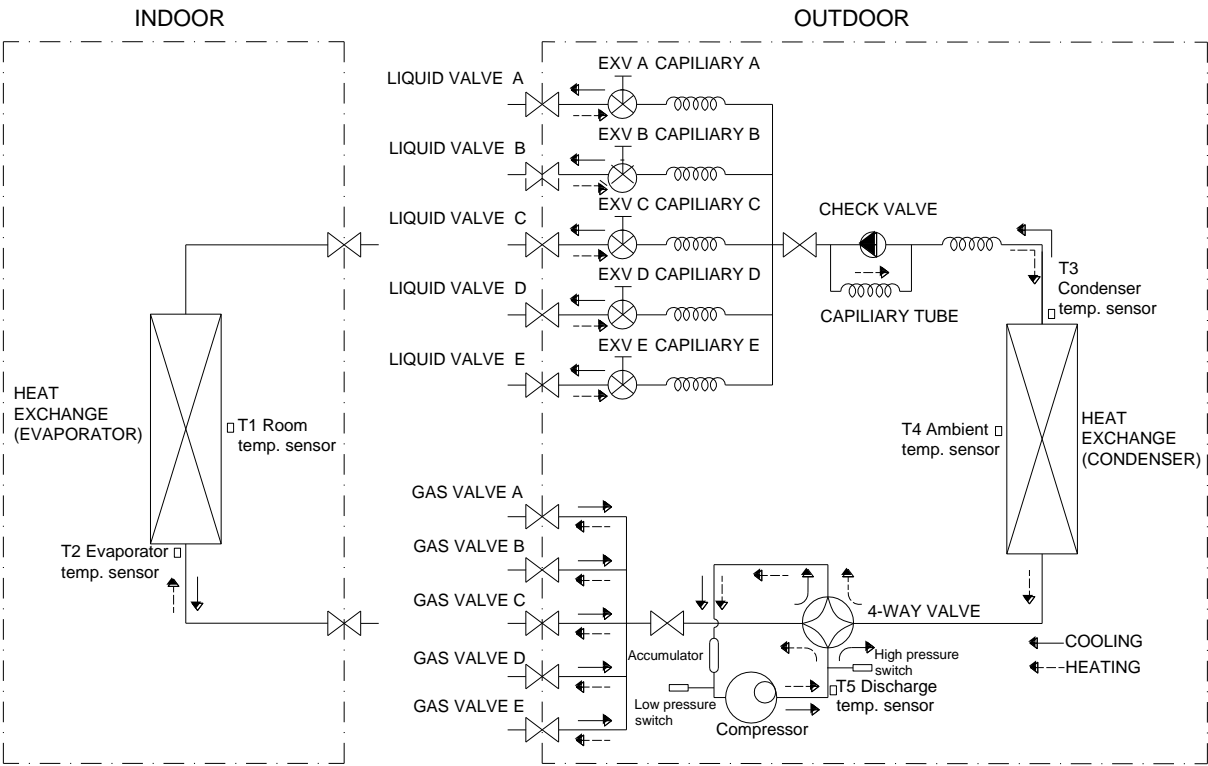 INDOOR
OUTDOOR
LIQUID VALVE A
EXV A CAPILIARY A
LIQUID VALVE B
EXV B CAPILIARY B
LIQUID VALVE C
EXV C CAPILIARY C
LIQUID VALVE D
EXV D CAPILIARY D
LIQUID VALVE E
EXV E CAPILIARY E
CHECK VALVE
CAPILIARY TUBE
T3
Condenser
temp. sensor
HEAT
EXCHANGE
(EVAPORATOR)
T1 Room
temp. sensor
T2 Evaporator
temp. sensor
T4 Ambient
temp. sensor
HEAT
EXCHANGE
(CONDENSER)
GAS VALVE A
GAS VALVE B
GAS VALVE C
GAS VALVE D
GAS VALVE E
4-WAY VALVE
Accumulator
High pressure
switch
Low pressure
switch
T5 Discharge
temp. sensor
Compressor
COOLING
HEATING